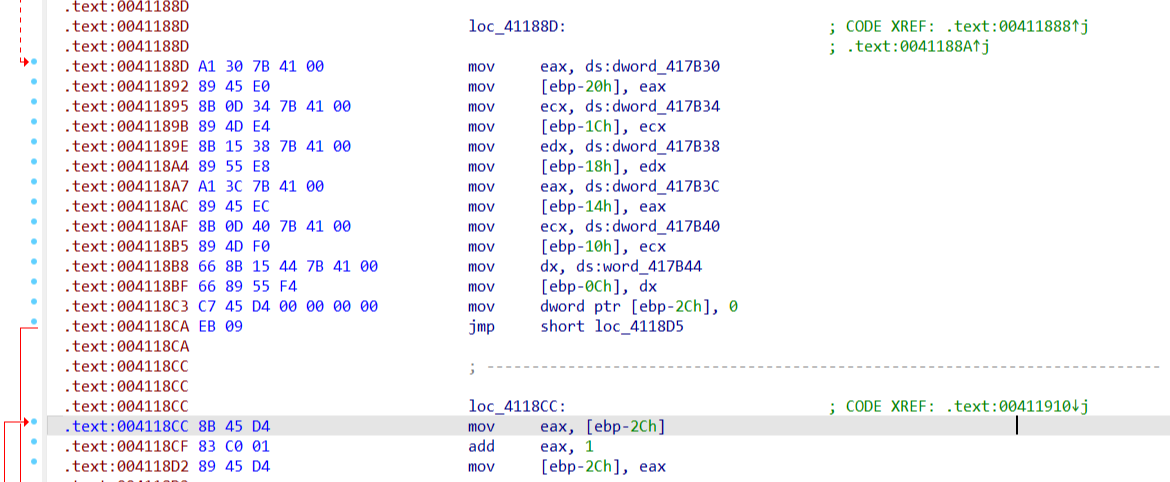 .text:0041188D
.text:0041188D loc_41188D: ; CODE XREF: .text:00411888↑j
.text:0041188D ; .text:0041188A↑j
.text:0041188D A1 30 7B 41 00 mov eax, ds:dword_417B30
.text:00411892 89 45 E0 mov [ebp-20h], eax
.text:00411895 8B 0D 34 7B 41 00 mov ecx, ds:dword_417B34
.text:0041189B 89 4D E4 mov [ebp-1Ch], ecx
.text:0041189E 8B 15 38 7B 41 00 mov edx, ds:dword_417B38
.text:004118A4 89 55 E8 mov [ebp-18h], edx
.text:004118A7 A1 3C 7B 41 00 mov eax, ds:dword_417B3C
.text:004118AC 89 45 EC mov [ebp-14h], eax
.text:004118AF 8B 0D 40 7B 41 00 mov ecx, ds:dword_417B40
.text:004118B5 89 4D F0 mov [ebp-10h], ecx
.text:004118B8 66 8B 15 44 7B 41 00 mov dx, ds:word_417B44
.text:004118BF 66 89 55 F4 mov [ebp-0Ch], dx
.text:004118C3 C7 45 D4 00 00 00 00 mov dword ptr [ebp-2Ch], 0
.text:004118CA EB 09 jmp short loc_4118D5
.text:004118CA
.text:004118CC ; ---------------------------------------------------------------------------
.text:004118CC
.text:004118CC loc_4118CC: ; CODE XREF: .text:00411910↓j
.text:004118CC 8B 45 D4 mov eax, [ebp-2Ch]
.text:004118CF 83 C0 01 add eax, 1
.text:004118D2 89 45 D4 mov [ebp-2Ch], eax